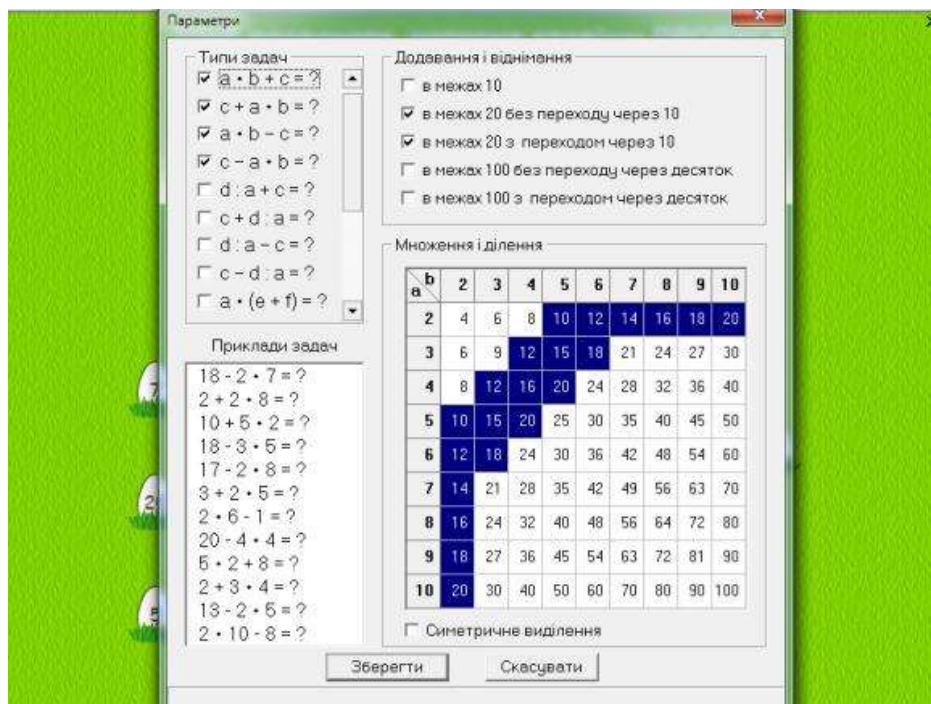 Параметри
Типи задач
a • b + c = ?
c + a • b = ?
a • b – c = ?
c – a • b = ?
d : a + c = ?
c + d : a = ?
d : a – c = ?
c – d : a = ?
a • (e + f) = ?
Приклади задач
18 - 2 • 7 = ?
2 + 2 • 8 = ?
10 + 5 • 2 = ?
18 - 3 • 5 = ?
17 - 2 • 8 = ?
3 + 2 • 5 = ?
2 • 6 - 1 = ?
20 - 4 • 4 = ?
5 • 2 + 8 = ?
2 + 3 • 4 = ?
13 - 2 • 5 = ?
2 • 10 - 8 = ?
Додавання і віднімання
в межах 10
в межах 20 без переходу через 10
в межах 20 з переходом через 10
в межах 100 без переходу через десяток
в межах 100 з переходом через десяток
Множення і ділення
a b 2 3 4 5 6 7 8 9 10
2 4 6 8 10 12 14 16 18 20
3 6 9 12 15 18 21 24 27 30
4 8 12 16 20 24 28 32 36 40
5 10 15 20 25 30 35 40 45 50
6 12 18 24 30 36 42 48 54 60
7 14 21 28 35 42 49 56 63 70
8 16 24 32 40 48 56 64 72 80
9 18 27 36 45 54 63 72 81 90
10 20 30 40 50 60 70 80 90 100
Симетричне виділення
Зберегти Скасувати
7